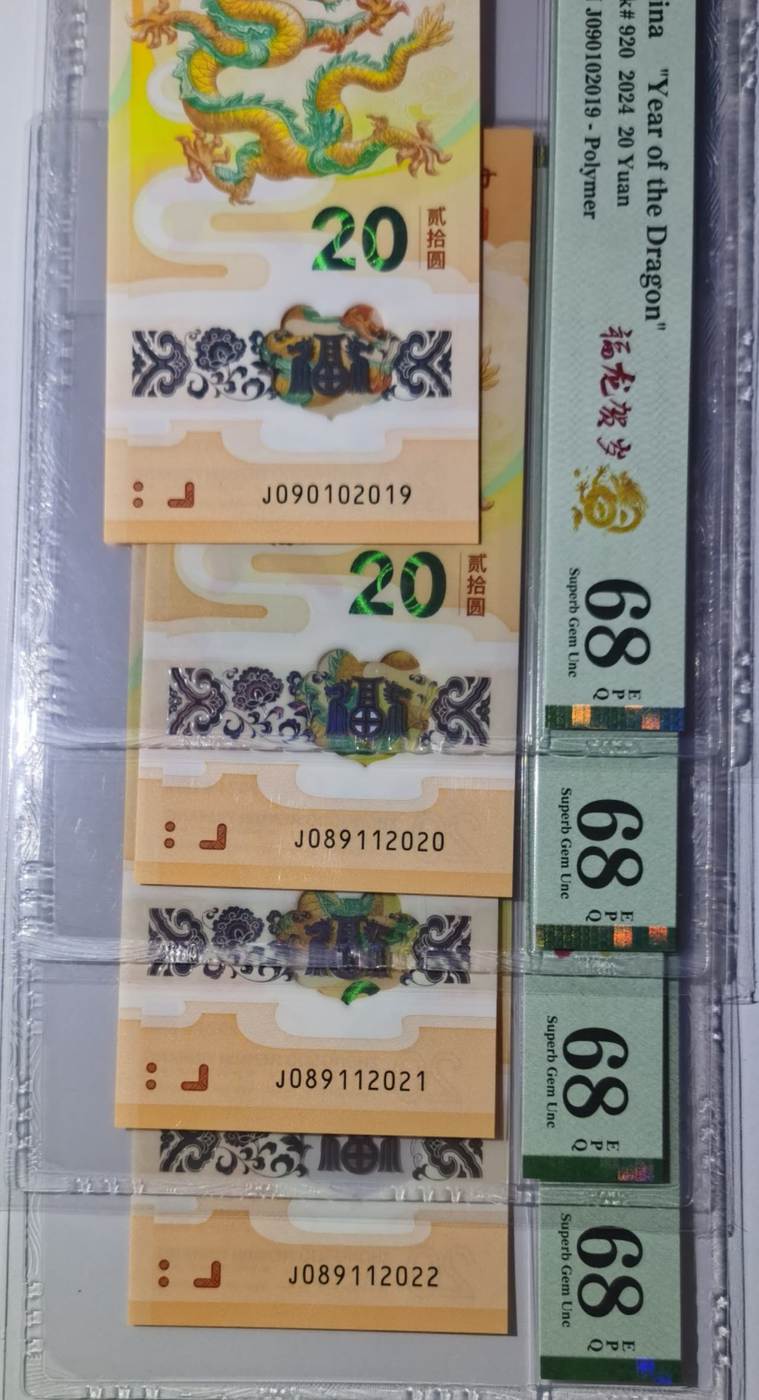 20
贰拾圆
J090102019
20
贰拾圆
J089112020
J089112021
J089112022
ina "Year of the Dragon"
k# 920 2024 20 Yuan
J090102019 - Polymer
福龙贺岁
68
EPQ
Superb Gem Unc
68
EPQ
Superb Gem Unc
68
EPQ
Superb Gem Unc
68
EPQ
Superb Gem Unc